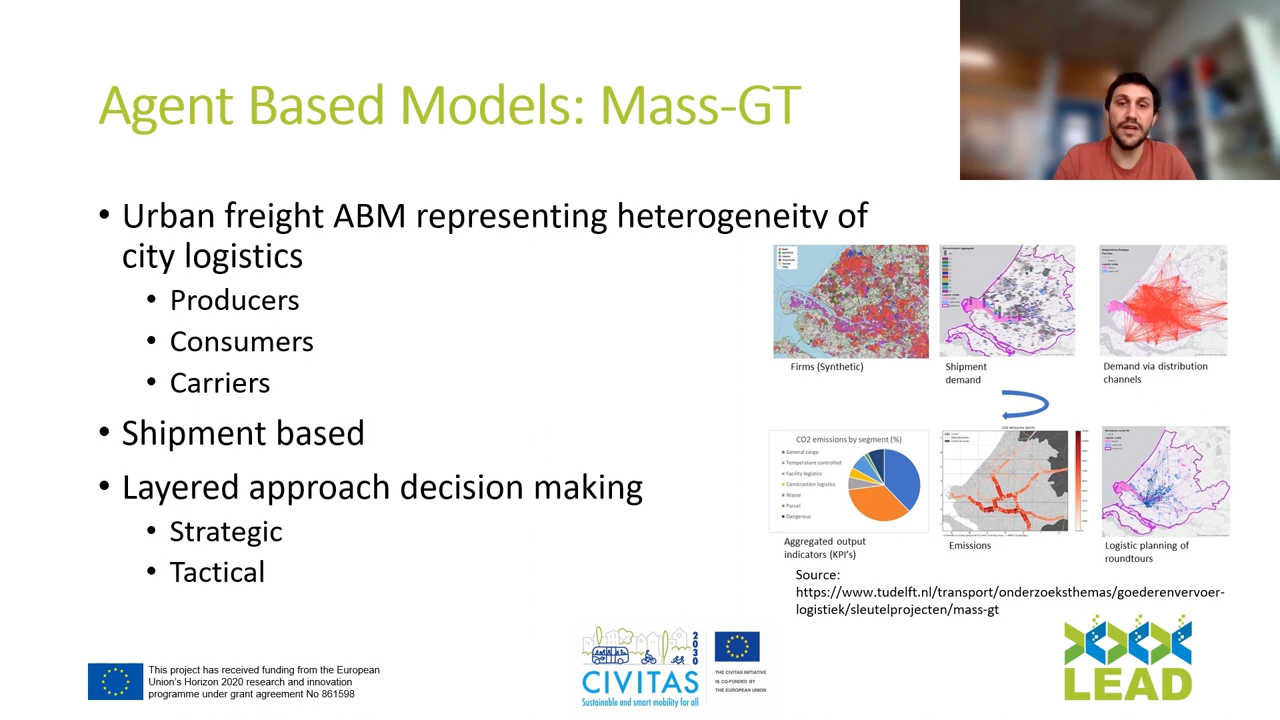 Agent Based Models: Mass-GT
• Urban freight ABM representing heterogeneity of
city logistics
• Producers
• Consumers
• Carriers
• Shipment based
• Layered approach decision making
• Strategic
• Tactical
Firms (Synthetic)
Shipment
demand
Demand via distribution
channels
CO2 emissions by segment (%)
General cargo
Temperature controlled
Facility logistics
Construction logistics
Waste
Parcel
Dangerous
Aggregated output
indicators (KPI's)
Emissions
Logistic planning of
roundtours
Source:
https://www.tudelft.nl/transport/onderzoeksthemas/goederenvervoer-
logistiek/sleutelprojecten/mass-gt
This project has received funding from the European
Union's Horizon 2020 research and innovation
programme under grant agreement No 861598
2030
CIVITAS
Sustainable and smart mobility for all
THE CIVITAS INITIATIVE
IS CO-FUNDED BY
THE EUROPEAN UNION
LEAD